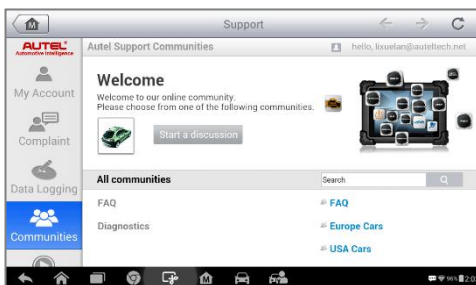 Support
AUTEL
Automotive Intelligence
Autel Support Communities
hello, lixuelan@auteltech.net
My Account
Welcome
Welcome to our online community.
Please choose from one of the following communities.
Complaint
Start a discussion
All communities
Search
Data Logging
FAQ
FAQ
Diagnostics
Europe Cars
Communities
USA Cars
96%